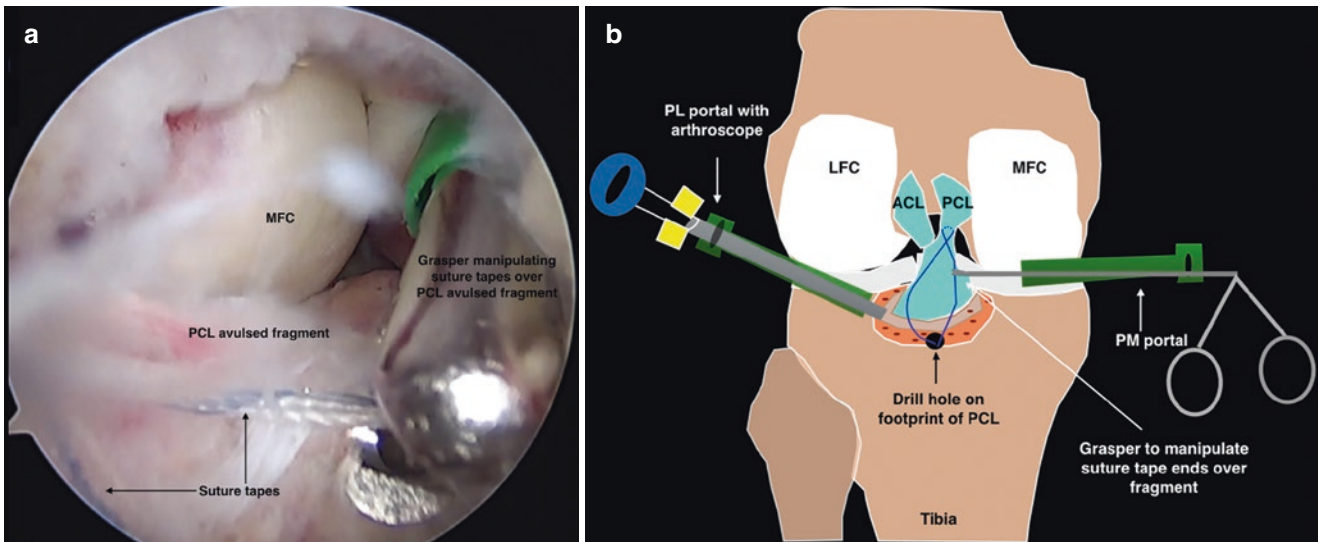 a
MFC
Grasper manipulating
suture tapes over
PCL avulsed fragment
PCL avulsed fragment
Suture tapes
b
PL portal with
arthroscope
LFC
MFC
ACL
PCL
PM portal
Drill hole on
footprint of PCL
Grasper to manipulate
suture tape ends over
fragment
Tibia